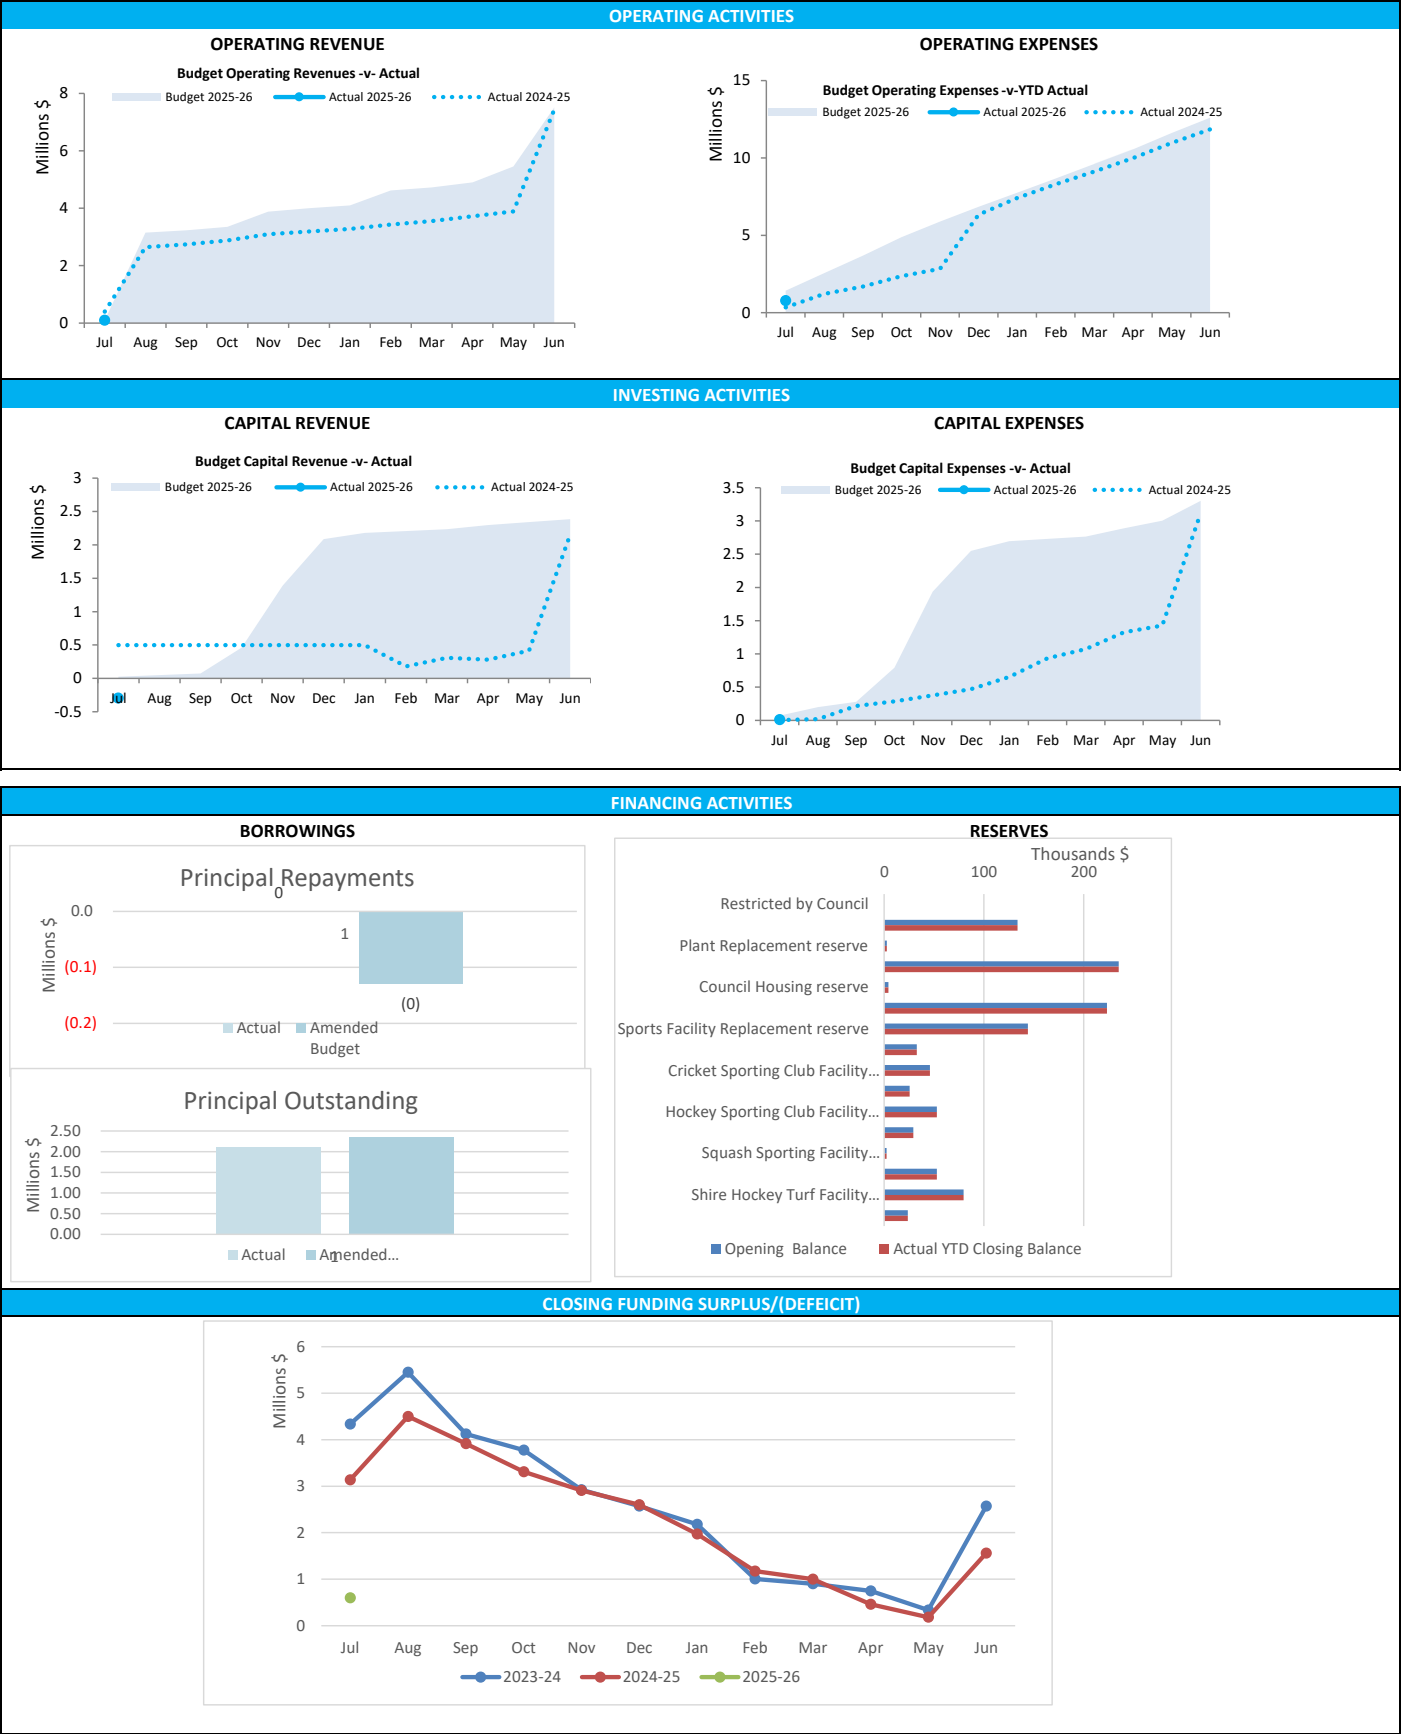 OPERATING ACTIVITIES
OPERATING REVENUE
Budget Operating Revenues -v- Actual
Budget 2025-26
Actual 2025-26
Actual 2024-25
Millions $
8
6
4
2
0
Jul Aug Sep Oct Nov Dec Jan Feb Mar Apr May Jun
OPERATING EXPENSES
Budget Operating Expenses -v-YTD Actual
Budget 2025-26
Actual 2025-26
Actual 2024-25
Millions $
15
10
5
0
Jul Aug Sep Oct Nov Dec Jan Feb Mar Apr May Jun
INVESTING ACTIVITIES
CAPITAL REVENUE
Budget Capital Revenue -v- Actual
Budget 2025-26
Actual 2025-26
Actual 2024-25
Millions $
3
2.5
2
1.5
1
0.5
0
-0.5
Jul Aug Sep Oct Nov Dec Jan Feb Mar Apr May Jun
CAPITAL EXPENSES
Budget Capital Expenses -v- Actual
Budget 2025-26
Actual 2025-26
Actual 2024-25
3.5
3
2.5
2
1.5
1
0.5
0
Jul Aug Sep Oct Nov Dec Jan Feb Mar Apr May Jun
FINANCING ACTIVITIES
BORROWINGS
Principal Repayments
0
Millions $
0.0
(0.1)
(0.2)
1
(0)
Actual
Amended
Budget
Principal Outstanding
Millions $
2.50
2.00
1.50
1.00
0.50
0.00
Actual
Amended...
1
RESERVES
Thousands $
0 100 200
Restricted by Council
Plant Replacement reserve
Council Housing reserve
Sports Facility Replacement reserve
Cricket Sporting Club Facility...
Hockey Sporting Club Facility...
Squash Sporting Facility...
Shire Hockey Turf Facility...
Opening Balance
Actual YTD Closing Balance
CLOSING FUNDING SURPLUS/(DEFEICIT)
Millions $
6
5
4
3
2
1
0
Jul Aug Sep Oct Nov Dec Jan Feb Mar Apr May Jun
2023-24
2024-25
2025-26